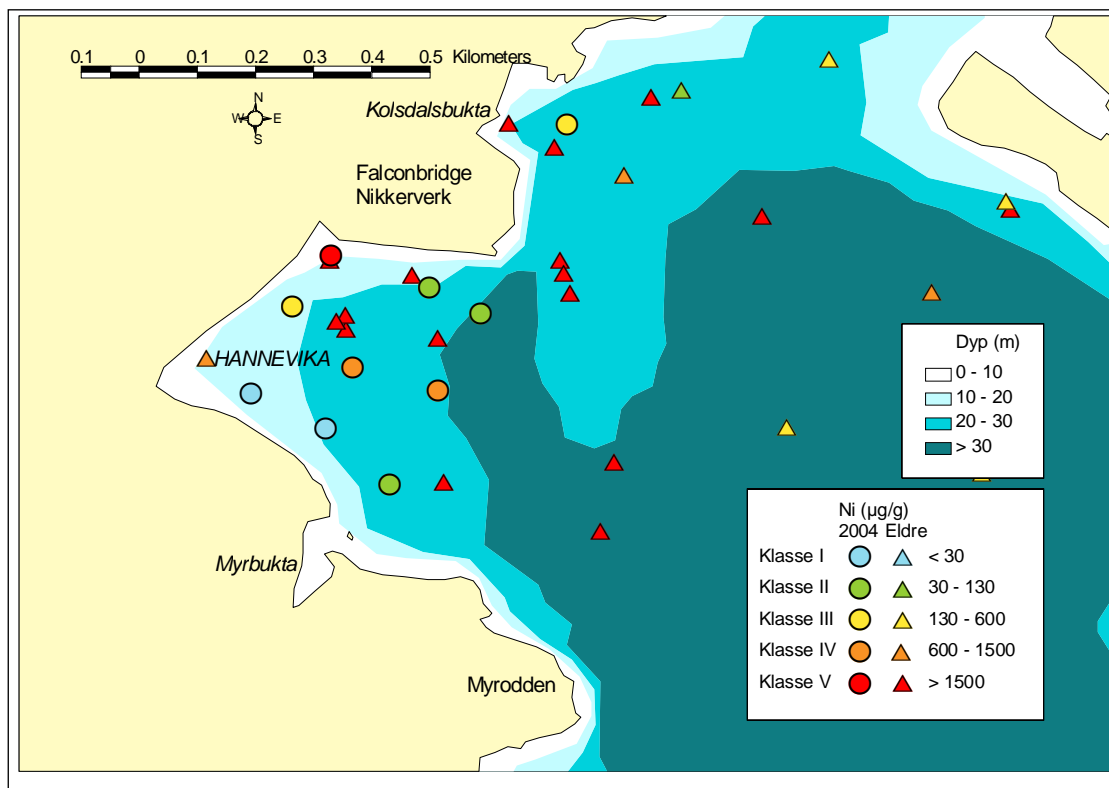 0.1 0 0.1 0.2 0.3 0.4 0.5 Kilometers
N
W E
S
Kolsdalsbukta
Falconbridge
Nikkerverk
HANNEVIKA
Myrbukta
Myrodden
Dyp (m)
0 - 10
10 - 20
20 - 30
> 30
Ni (µg/g)
2004 Eldre
Klasse I < 30
Klasse II 30 - 130
Klasse III 130 - 600
Klasse IV 600 - 1500
Klasse V > 1500